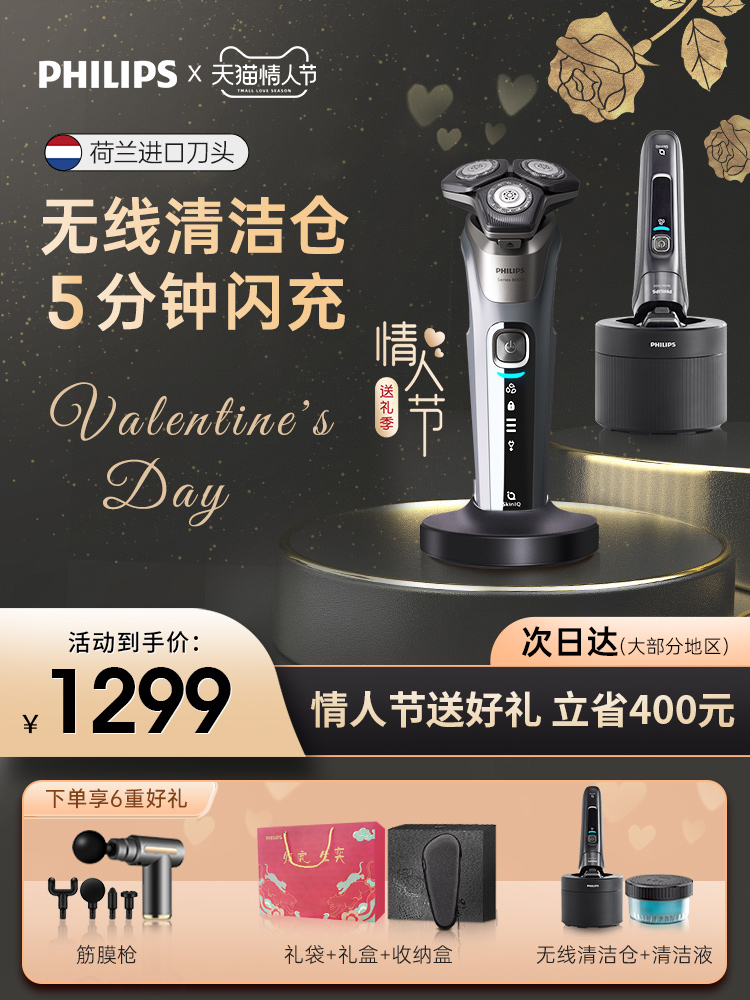 PHILIPS X 天猫情人节
TMALL LOVE SEASON
荷兰进口刀头
无线清洁仓
5分钟闪充
Valentine's
Day
情人节
送礼季
PHILIPS
SkinIQ
PHILIPS
活动到手价:
¥1299
次日达(大部分地区)
情人节送好礼 立省400元
下单享6重好礼
PHILIPS
PHILIPS
筋膜枪
礼袋+礼盒+收纳盒
无线清洁仓+清洁液